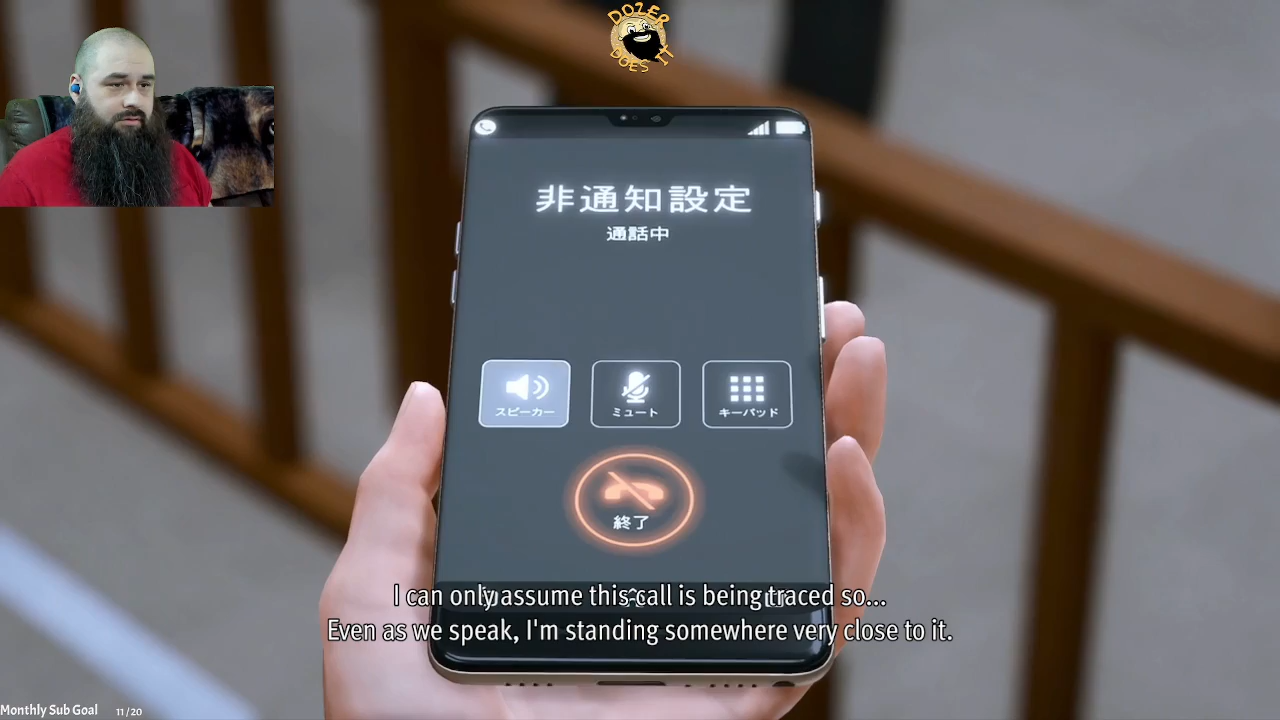 DOZER
DOES IT
非通知設定
通話中
スピーカー
ミュート
キーパッド
終了
I can only assume this call is being traced so...
Even as we speak, I'm standing somewhere very close to it.
Monthly Sub Goal 11/20